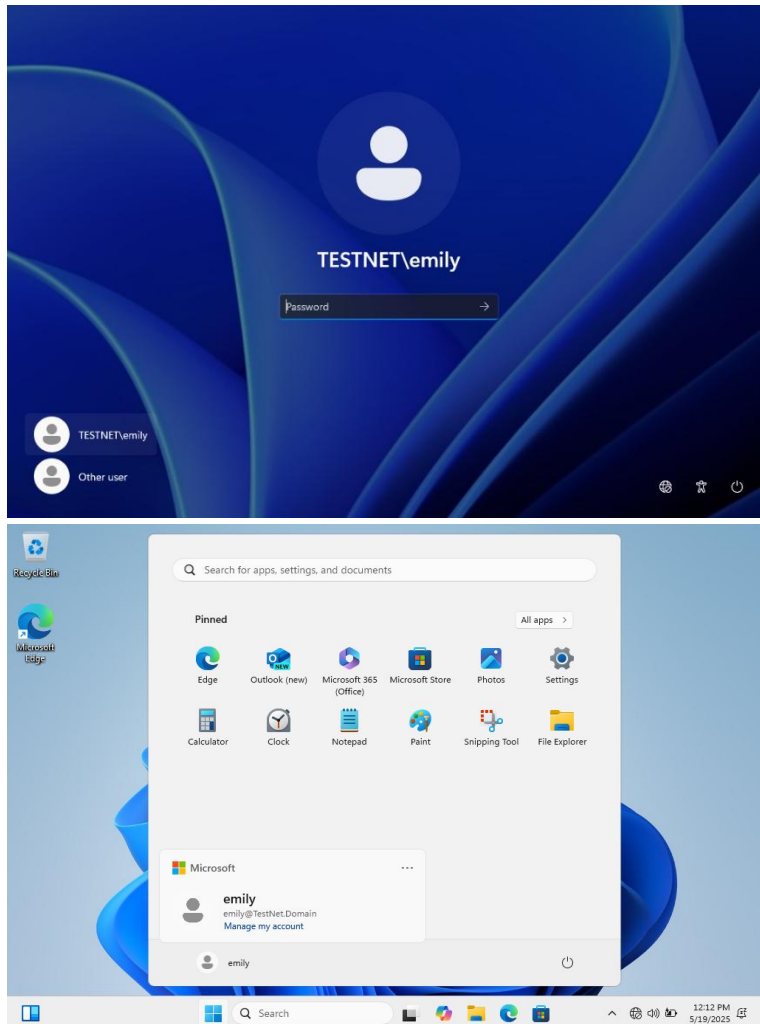 TESTNET\emily
Password
TESTNET\emily
Other user
Recycle Bin
Microsoft
Edge
Search for apps, settings, and documents
Pinned
All apps
Edge
Outlook (new)
Microsoft 365
(Office)
Microsoft Store
Photos
Settings
NEW
Calculator
Clock
Notepad
Paint
Snipping Tool
File Explorer
Microsoft
emily
emily@TestNet.Domain
Manage my account
emily
Search
12:12 PM
5/19/2025